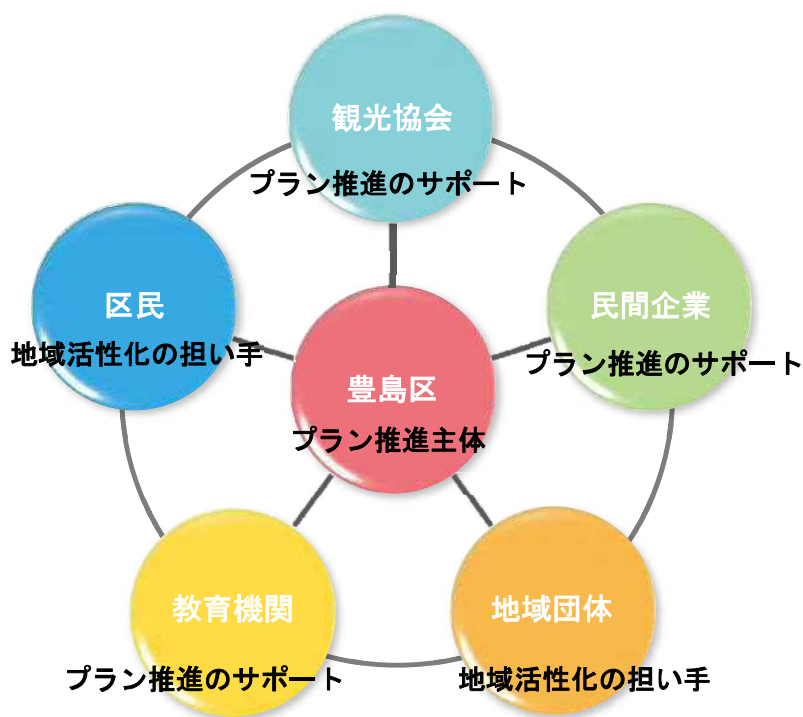 観光協会
プラン推進のサポート
区民
地域活性化の担い手
民間企業
プラン推進のサポート
豊島区
プラン推進主体
教育機関
プラン推進のサポート
地域団体
地域活性化の担い手